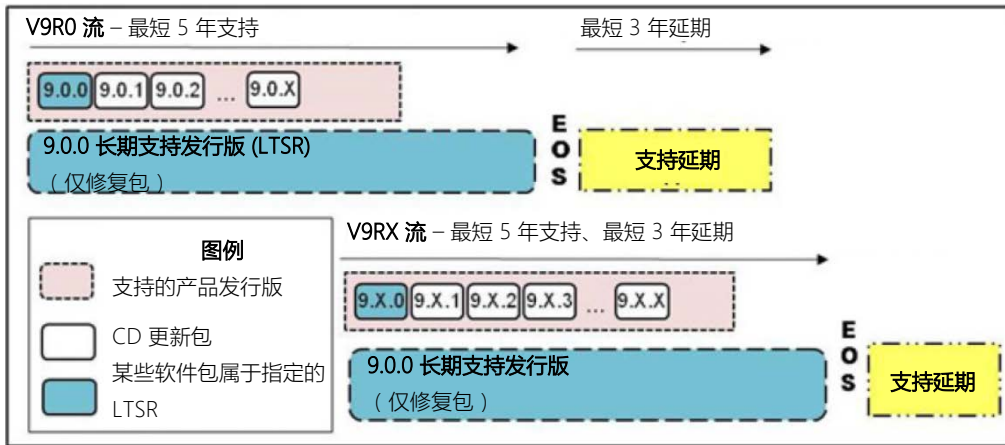 V9R0 流 – 最短 5 年支持
最短 3 年延期
9.0.0 9.0.1 9.0.2 ... 9.0.X
9.0.0 长期支持发行版 (LTSR)
（仅修复包）
EOS
支持延期
图例
支持的产品发行版
CD 更新包
某些软件包属于指定的
LTSR
V9RX 流 – 最短 5 年支持、最短 3 年延期
9.X.0 9.X.1 9.X.2 9.X.3 ... 9.X.X
9.0.0 长期支持发行版
（仅修复包）
EOS
支持延期